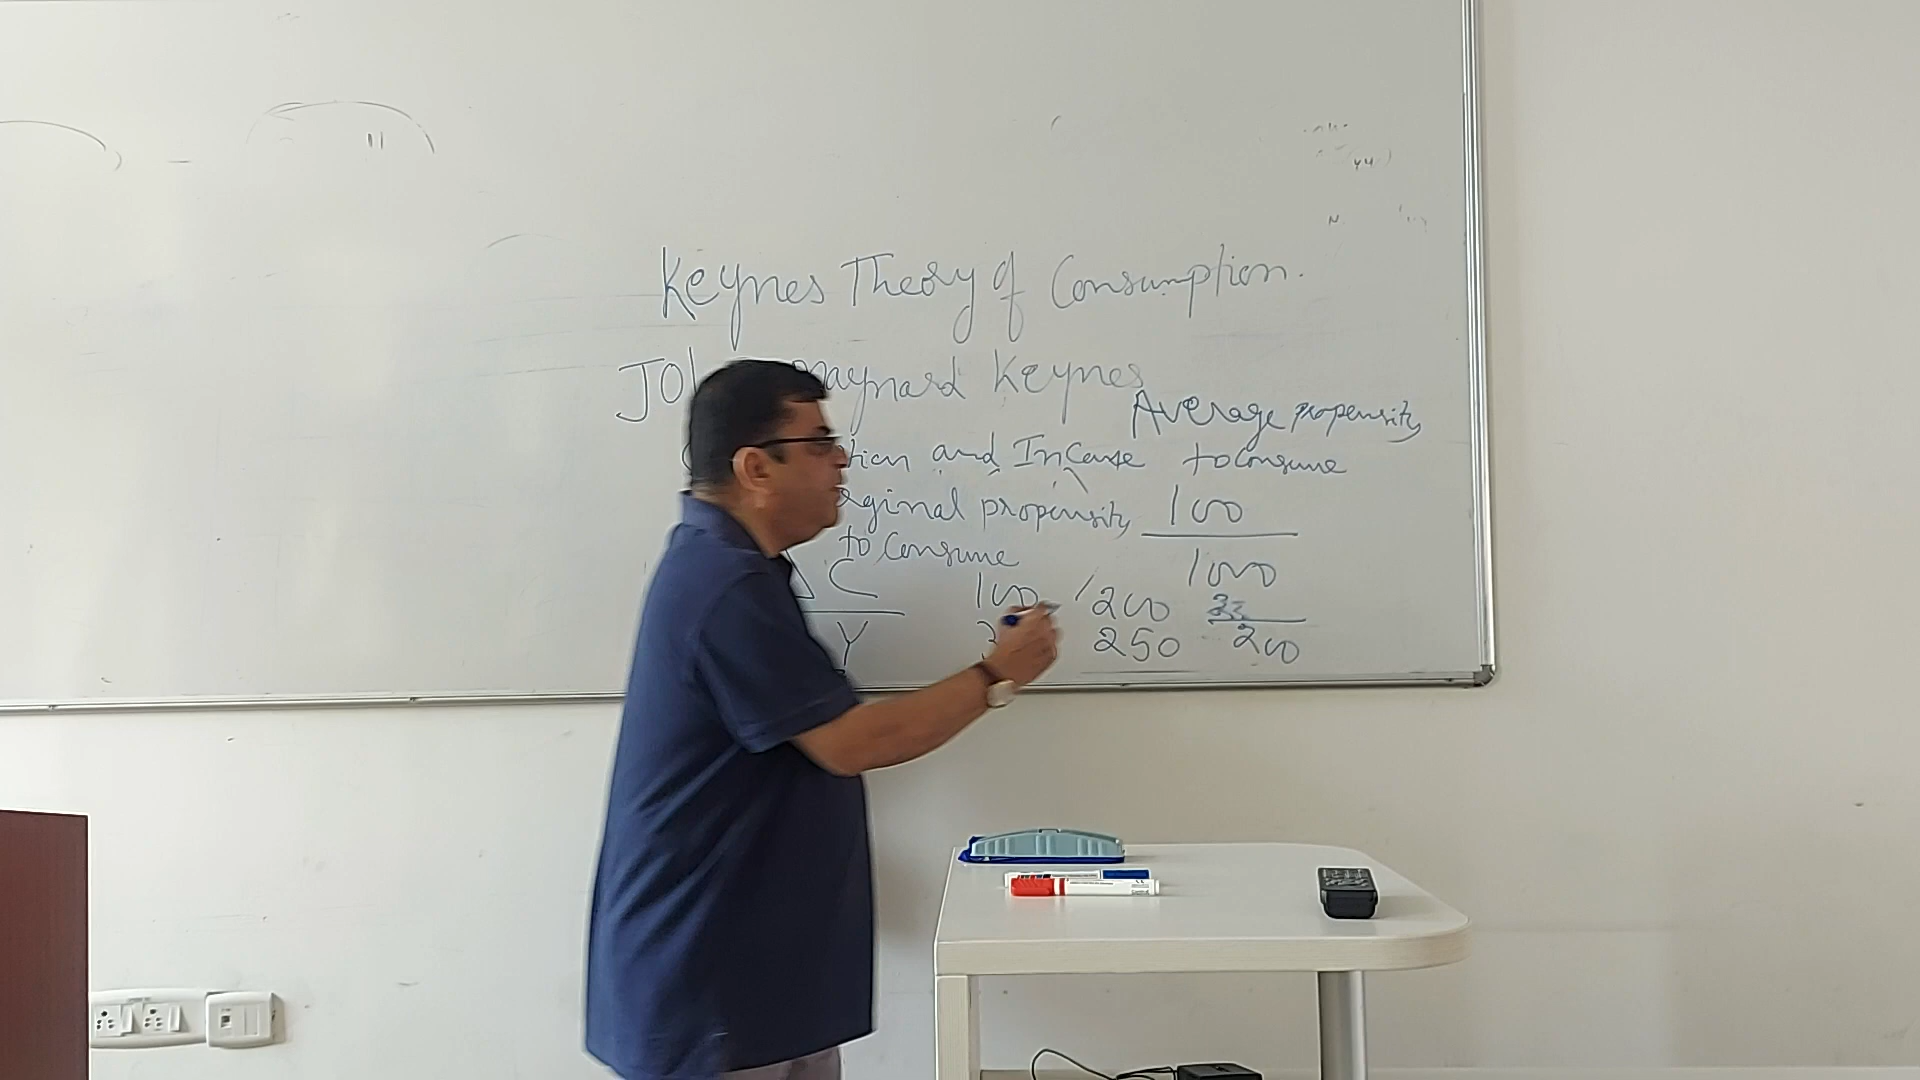 Keynes Theory of Consumption.
Maynard Keynes
Average propensity
and Income to Consume
propensity 100
to Consume 1000
Δ C 100 200
Y 250 200